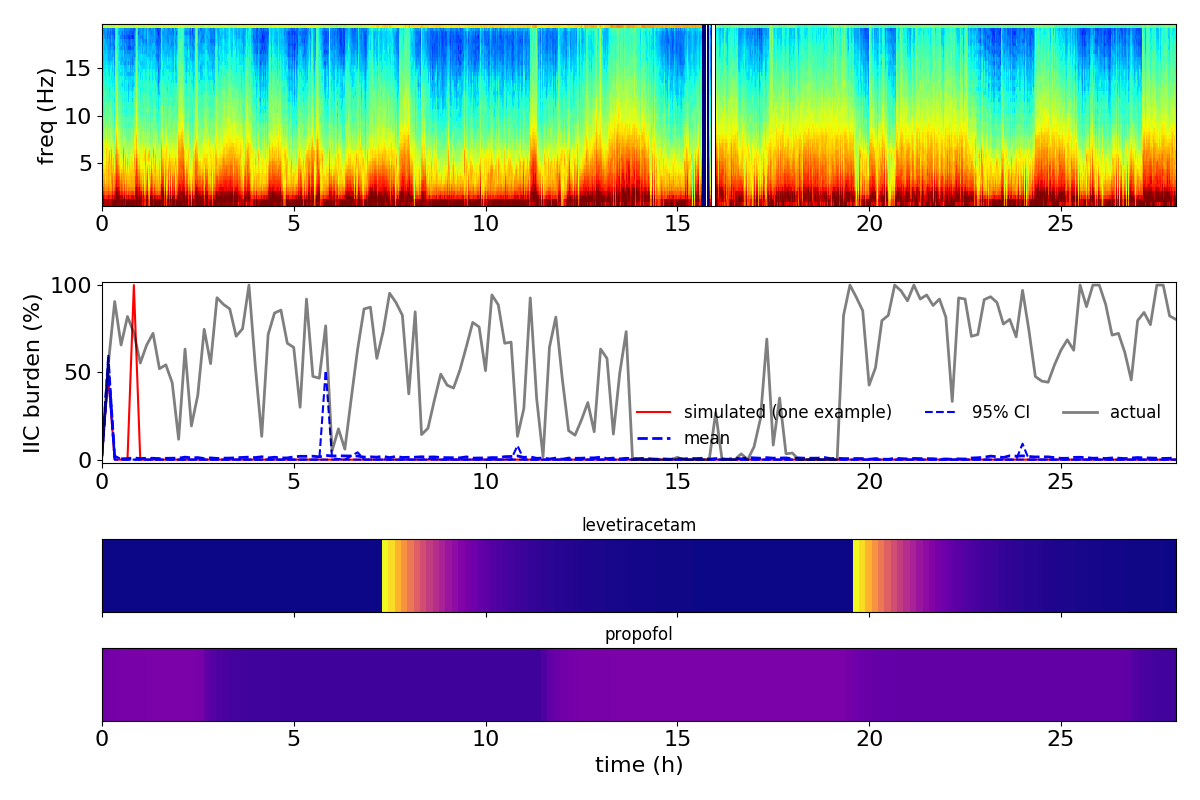 freq (Hz)
15
10
5
0 5 10 15 20 25
IIC burden (%)
100
50
0
simulated (one example) 95% CI actual
mean
0 5 10 15 20 25
levetiracetam
propofol
0 5 10 15 20 25
time (h)